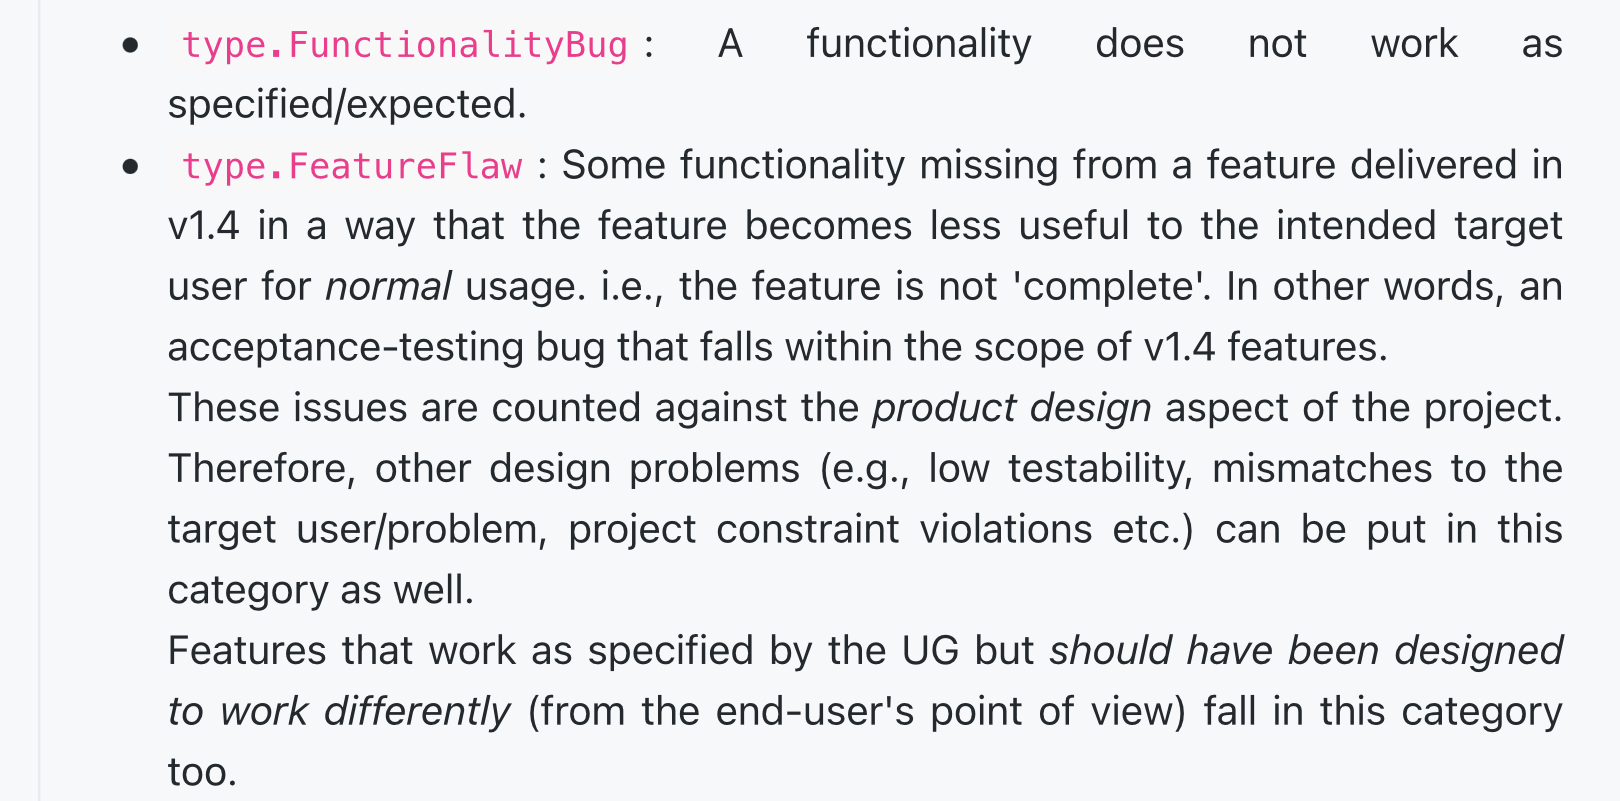 • type.FunctionalityBug : A functionality does not work as
specified/expected.
• type.FeatureFlaw : Some functionality missing from a feature delivered in
v1.4 in a way that the feature becomes less useful to the intended target
user for normal usage. i.e., the feature is not 'complete'. In other words, an
acceptance-testing bug that falls within the scope of v1.4 features.
These issues are counted against the product design aspect of the project.
Therefore, other design problems (e.g., low testability, mismatches to the
target user/problem, project constraint violations etc.) can be put in this
category as well.
Features that work as specified by the UG but should have been designed
to work differently (from the end-user's point of view) fall in this category
too.